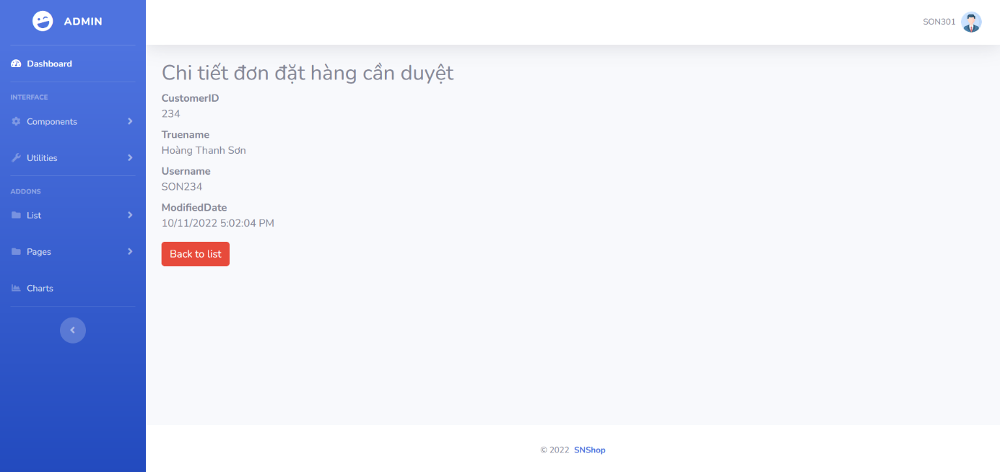 ADMIN
SON301
Dashboard
INTERFACE
Components
Utilities
ADDONS
List
Pages
Charts
Chi tiết đơn đặt hàng cần duyệt
CustomerID
234
Truename
Hoàng Thanh Sơn
Username
SON234
ModifiedDate
10/11/2022 5:02:04 PM
Back to list
© 2022 SNShop